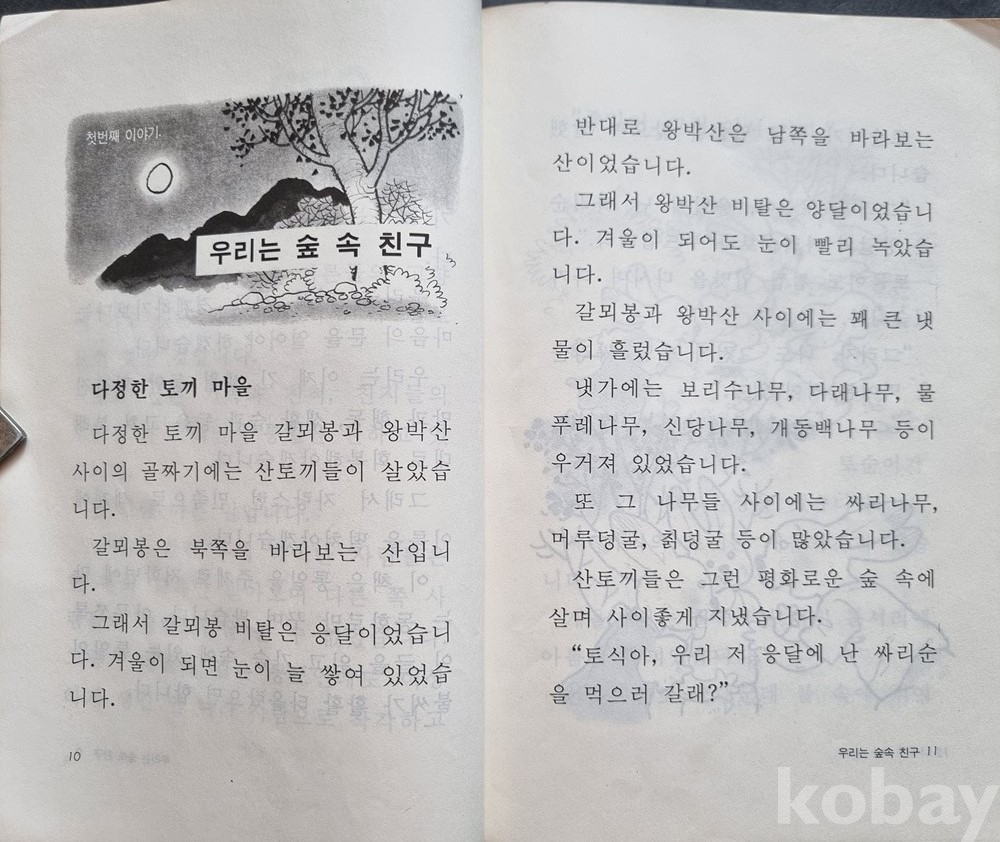 첫번째 이야기
우리는 숲 속 친구
다정한 토끼 마을
다정한 토끼 마을 갈뫼봉과 왕박산
사이의 골짜기에는 산토끼들이 살았습
니다.
갈뫼봉은 북쪽을 바라보는 산입니
다.
그래서 갈뫼봉 비탈은 응달이었습니
다. 겨울이 되면 눈이 늘 쌓여 있었습
니다.
10
반대로 왕박산은 남쪽을 바라보는
산이었습니다.
그래서 왕박산 비탈은 양달이었습니
다. 겨울이 되어도 눈이 빨리 녹았습
니다.
갈뫼봉과 왕박산 사이에는 꽤 큰 냇
물이 흘렀습니다.
냇가에는 보리수나무, 다래나무, 물
푸레나무, 신당나무, 개동백나무 등이
우거져 있었습니다.
또 그 나무들 사이에는 싸리나무,
머루덩굴, 칡덩굴 등이 많았습니다.
산토끼들은 그런 평화로운 숲 속에
살며 사이좋게 지냈습니다.
“토식아, 우리 저 응달에 난 싸리순
을 먹으러 갈래?”
우리는 숲속 친구 11
kobay